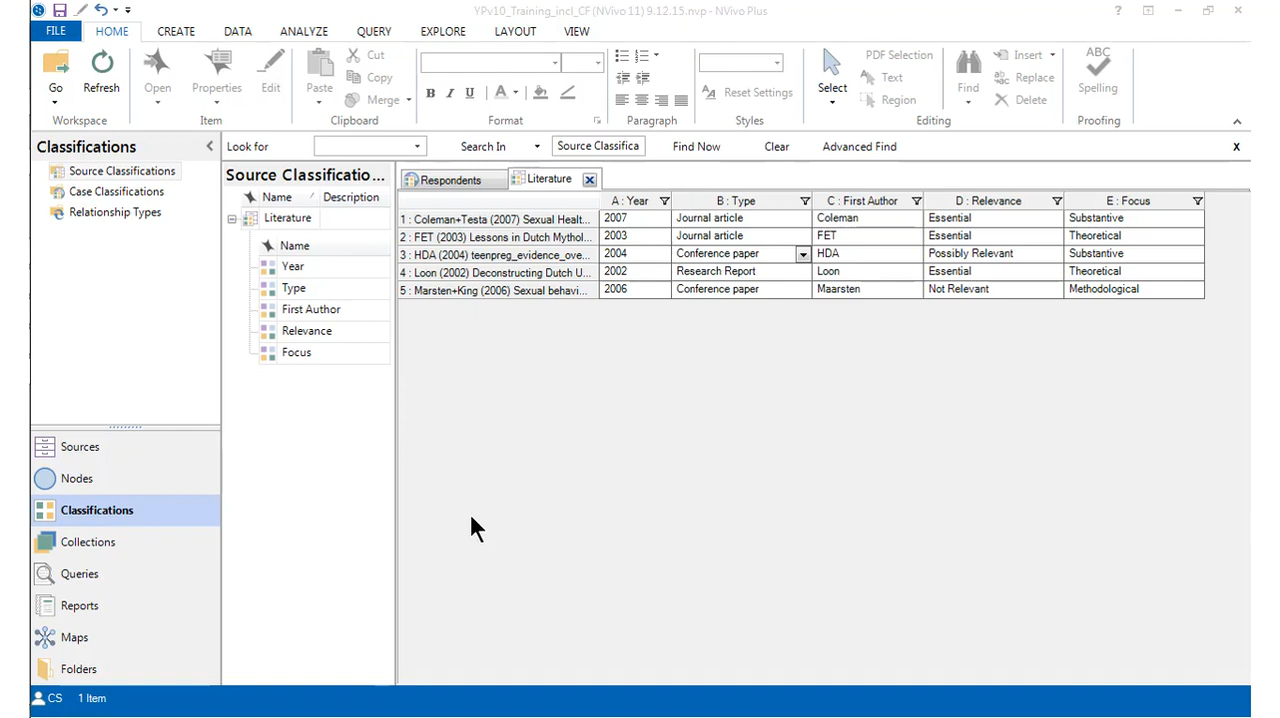 YPv10_Training_incl_CF (NVivo 11) 9.12.15.nvp - NVivo Plus
FILE HOME CREATE DATA ANALYZE QUERY EXPLORE LAYOUT VIEW
Go Refresh Open Properties Edit Paste Cut Copy Merge
B I U A
Reset Settings
Select PDF Selection Text Region Find Insert Replace Delete
ABC Spelling
Workspace Item Clipboard Format Paragraph Styles Editing Proofing
Classifications
Source Classifications
Case Classifications
Relationship Types
Look for Search In Source Classifica Find Now Clear Advanced Find X
Source Classificatio...
Name Description
Literature
Name
Year
Type
First Author
Relevance
Focus
Respondents Literature
A : Year B : Type C : First Author D : Relevance E : Focus
1 : Coleman+Testa (2007) Sexual Healt... 2007 Journal article Coleman Essential Substantive
2 : FET (2003) Lessons in Dutch Mythol... 2003 Journal article FET Essential Theoretical
3 : HDA (2004) teenpreg_evidence_ove... 2004 Conference paper HDA Possibly Relevant Substantive
4 : Loon (2002) Deconstructing Dutch U... 2002 Research Report Loon Essential Theoretical
5 : Marsten+King (2006) Sexual behavi... 2006 Conference paper Maarsten Not Relevant Methodological
Sources
Nodes
Classifications
Collections
Queries
Reports
Maps
Folders
CS 1 Item